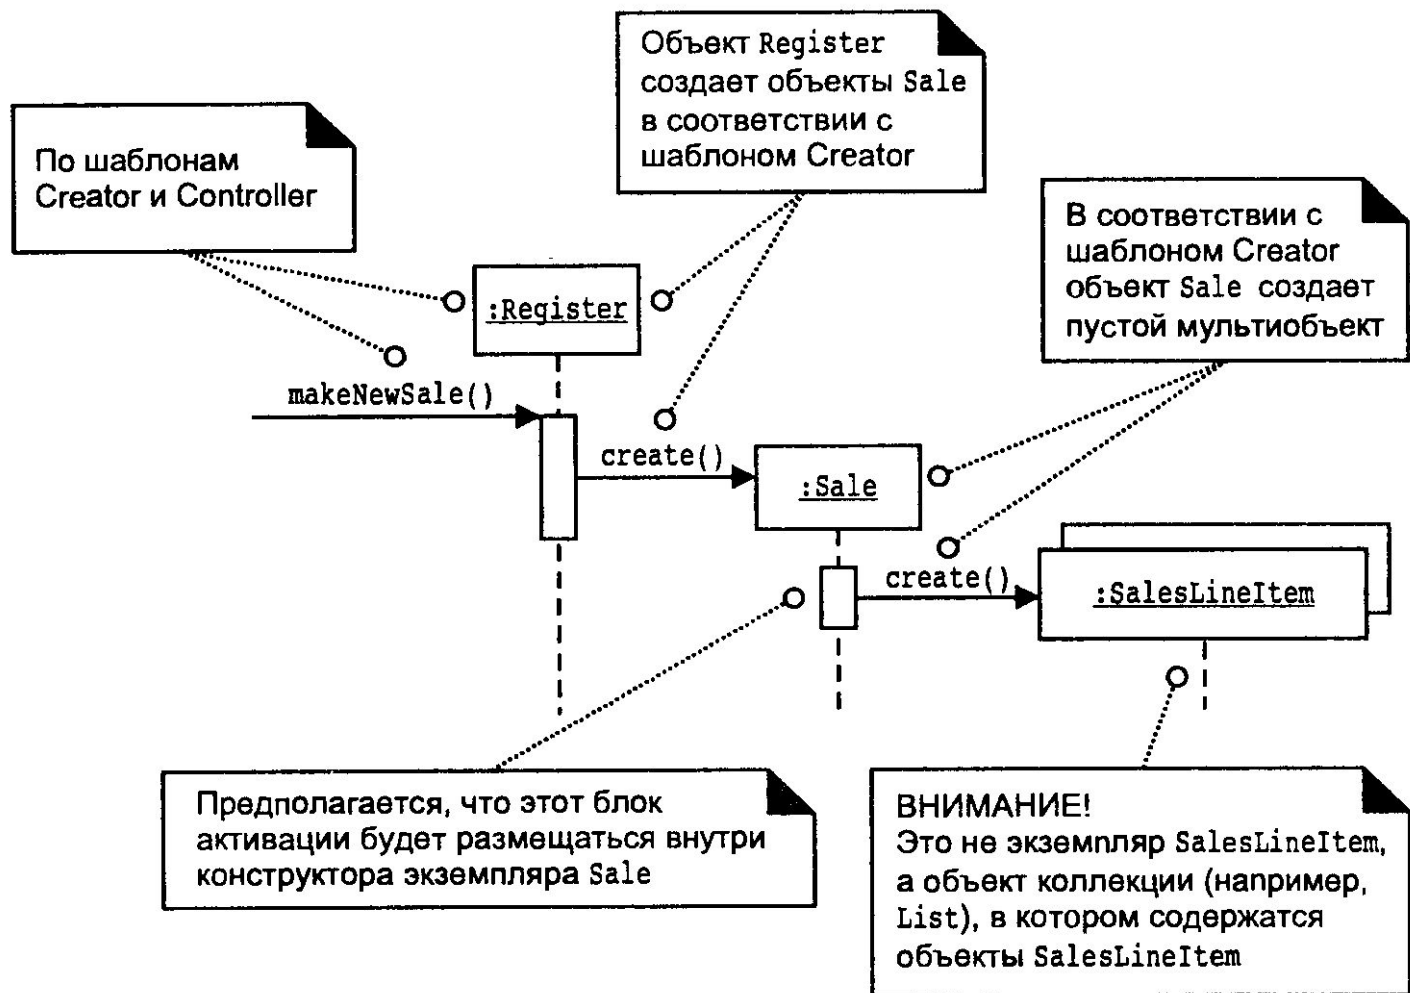 Объект Register
создает объекты Sale
в соответствии с
шаблоном Creator
По шаблонам
Creator и Controller
В соответствии с
шаблоном Creator
объект Sale создает
пустой мультиобъект
:Register
makeNewSale()
create()
:Sale
create()
:SalesLineItem
Предполагается, что этот блок
активации будет размещаться внутри
конструктора экземпляра Sale
ВНИМАНИЕ!
Это не экземпляр SalesLineItem,
а объект коллекции (например,
List), в котором содержатся
объекты SalesLineItem